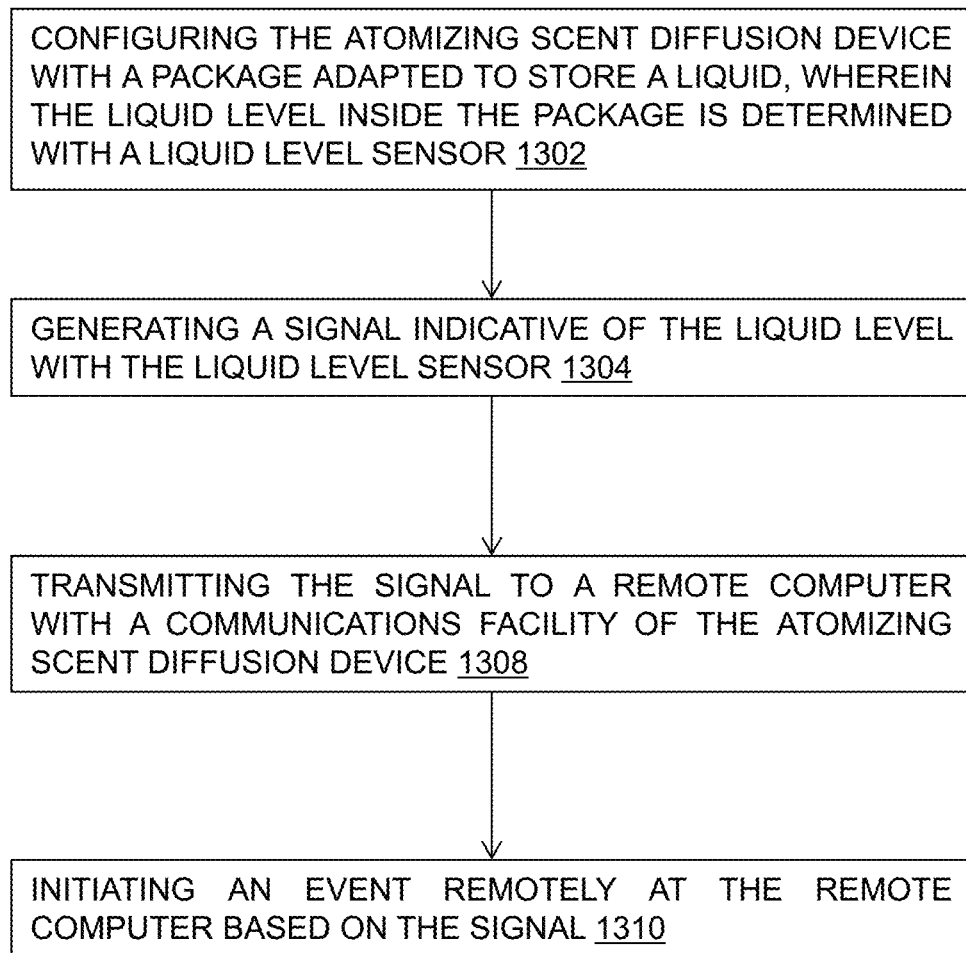 CONFIGURING THE ATOMIZING SCENT DIFFUSION DEVICE
WITH A PACKAGE ADAPTED TO STORE A LIQUID, WHEREIN
THE LIQUID LEVEL INSIDE THE PACKAGE IS DETERMINED
WITH A LIQUID LEVEL SENSOR 1302
GENERATING A SIGNAL INDICATIVE OF THE LIQUID LEVEL
WITH THE LIQUID LEVEL SENSOR 1304
TRANSMITTING THE SIGNAL TO A REMOTE COMPUTER
WITH A COMMUNICATIONS FACILITY OF THE ATOMIZING
SCENT DIFFUSION DEVICE 1308
INITIATING AN EVENT REMOTELY AT THE REMOTE
COMPUTER BASED ON THE SIGNAL 1310